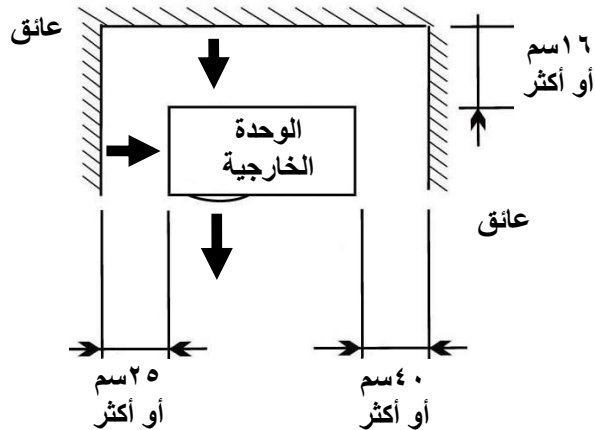 عائق
١٦سم
أو أكثر
الوحدة
الخارجية
عائق
٤٠سم
أو أكثر
٢٥سم
أو أكثر